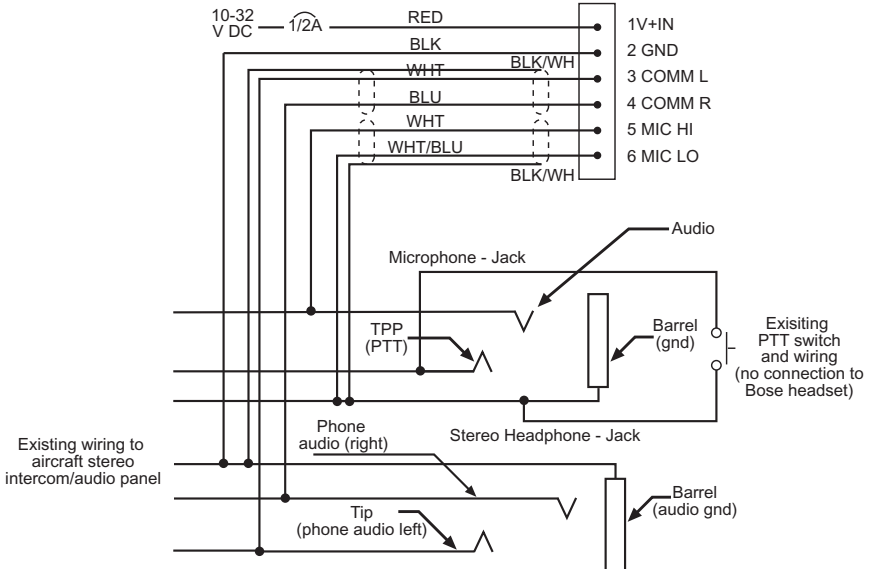 10-32
V DC
1/2A
RED
1V+IN
BLK
2 GND
BLK/WH
WHT
3 COMM L
BLU
4 COMM R
WHT
5 MIC HI
WHT/BLU
6 MIC LO
BLK/WH
Audio
Microphone - Jack
TPP
(PTT)
Barrel
(gnd)
Exisiting
PTT switch
and wiring
(no connection to
Bose headset)
Phone
audio (right)
Stereo Headphone - Jack
Existing wiring to
aircraft stereo
intercom/audio panel
Tip
(phone audio left)
Barrel
(audio gnd)